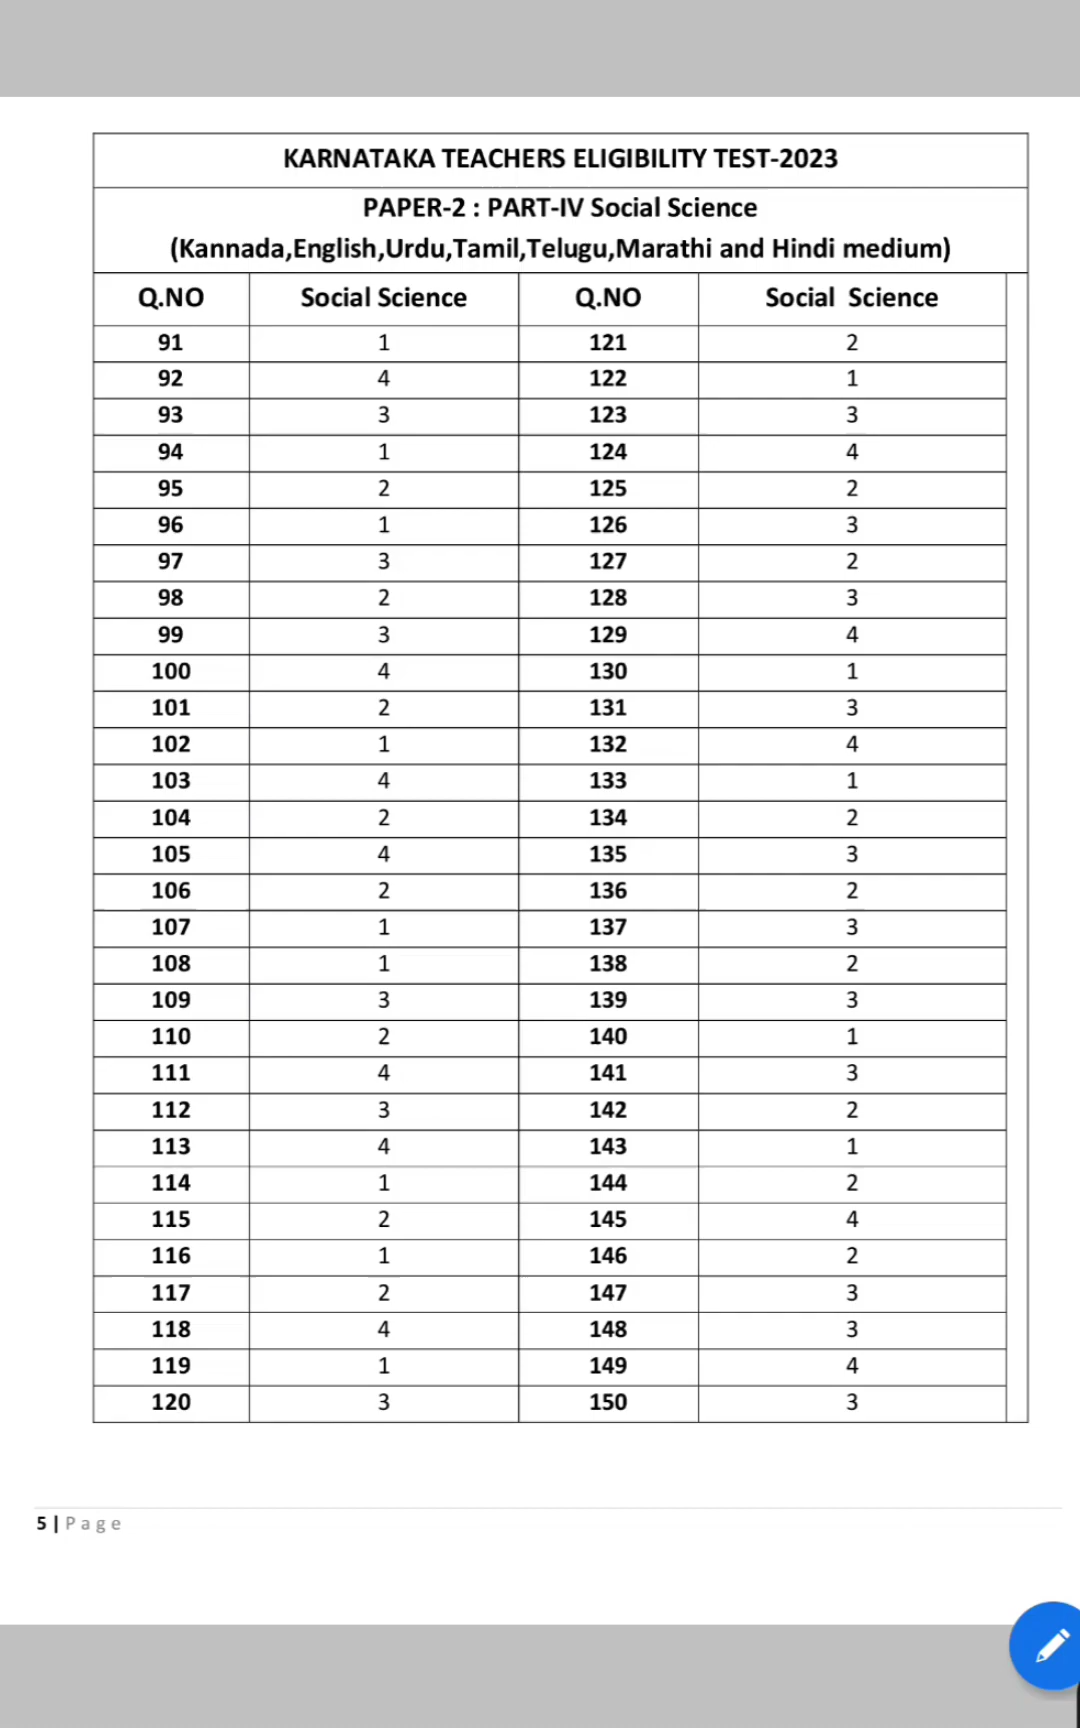 KARNATAKA TEACHERS ELIGIBILITY TEST-2023
PAPER-2 : PART-IV Social Science
(Kannada,English,Urdu,Tamil,Telugu,Marathi and Hindi medium)
Q.NO Social Science Q.NO Social Science
91 1 121 2
92 4 122 1
93 3 123 3
94 1 124 4
95 2 125 2
96 1 126 3
97 3 127 2
98 2 128 3
99 3 129 4
100 4 130 1
101 2 131 3
102 1 132 4
103 4 133 1
104 2 134 2
105 4 135 3
106 2 136 2
107 1 137 3
108 1 138 2
109 3 139 3
110 2 140 1
111 4 141 3
112 3 142 2
113 4 143 1
114 1 144 2
115 2 145 4
116 1 146 2
117 2 147 3
118 4 148 3
119 1 149 4
120 3 150 3
5 | Page